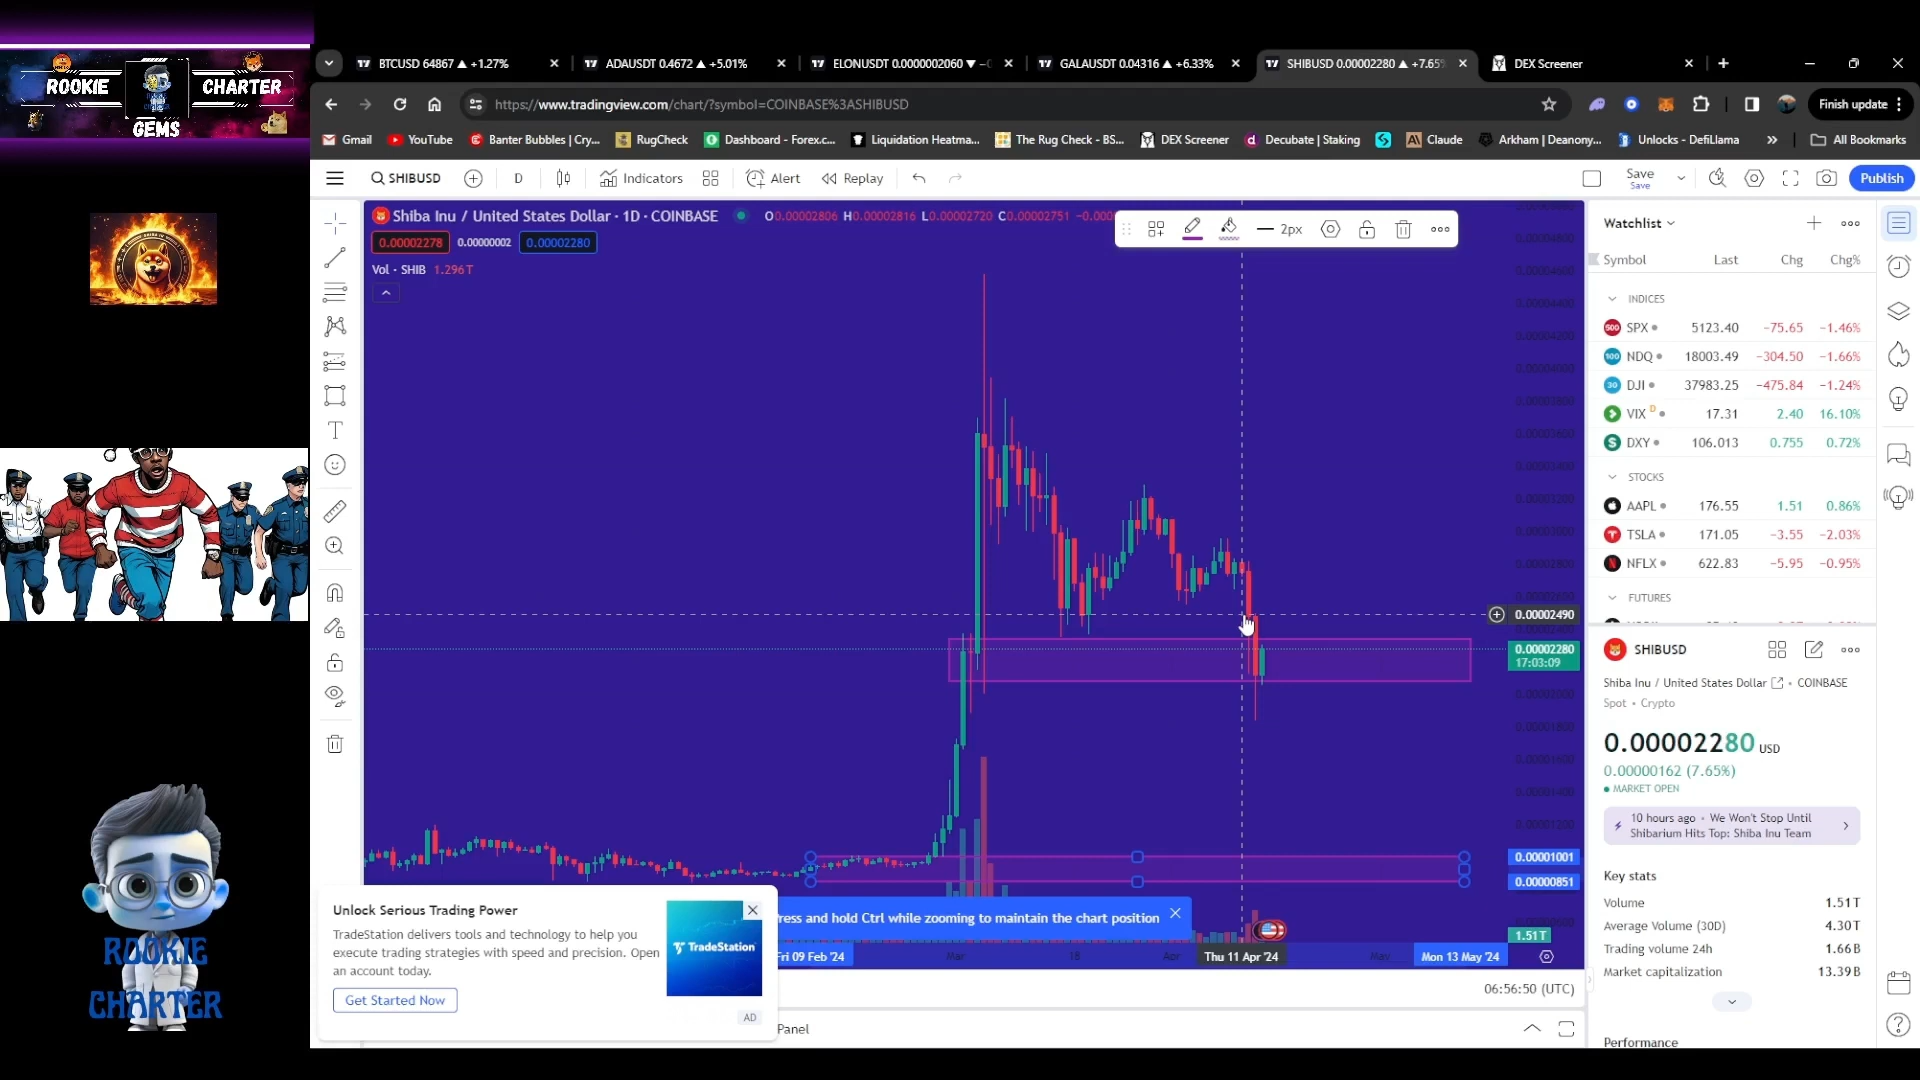 ROOKIE CHARTER
GEMS
BTCUSD 64867 ▲ +1.27%
ADAUSDT 0.4672 ▲ +5.01%
ELONUSDT 0.0000002060 ▼
GALAUSDT 0.04316 ▲ +6.33%
SHIBUSD 0.00002280 ▲ +7.65%
DEX Screener
https://www.tradingview.com/chart/?symbol=COINBASE%3ASHIBUSD
Finish update
Gmail
YouTube
Banter Bubbles | Cry...
RugCheck
Dashboard - Forex.c...
Liquidation Heatma...
The Rug Check - BS...
DEX Screener
Decubate | Staking
Claude
Arkham | Deanony...
Unlocks - DefiLlama
All Bookmarks
SHIBUSD
D
Indicators
Alert
Replay
Save
Save
Publish
Shiba Inu / United States Dollar · 1D · COINBASE
O0.00002806 H0.00002816 L0.00002720 C0.00002751 −0.000
2px
0.00002278 0.00000002 0.00002280
Vol · SHIB 1.296T
0.00002490
0.00002280
17:03:09
0.00001001
0.00000851
1.51T
Press and hold Ctrl while zooming to maintain the chart position
Fri 09 Feb '24
Mar
18
Apr
Thu 11 Apr '24
May
Mon 13 May '24
06:56:50 (UTC)
Panel
Unlock Serious Trading Power
TradeStation delivers tools and technology to help you
execute trading strategies with speed and precision. Open
an account today.
Get Started Now
TradeStation
AD
Watchlist
Symbol Last Chg Chg%
INDICES
SPX 5123.40 −75.65 −1.46%
NDQ 18003.49 −304.50 −1.66%
DJI 37983.25 −475.84 −1.24%
VIX D 17.31 2.40 16.10%
DXY 106.013 0.755 0.72%
STOCKS
AAPL 176.55 1.51 0.86%
TSLA 171.05 −3.55 −2.03%
NFLX 622.83 −5.95 −0.95%
FUTURES
SHIBUSD
Shiba Inu / United States Dollar • COINBASE
Spot • Crypto
0.00002280 USD
0.00000162 (7.65%)
MARKET OPEN
10 hours ago • We Won't Stop Until
Shibarium Hits Top: Shiba Inu Team
Key stats
Volume 1.51T
Average Volume (30D) 4.30T
Trading volume 24h 1.66B
Market capitalization 13.39B
Performance
ROOKIE
CHARTER